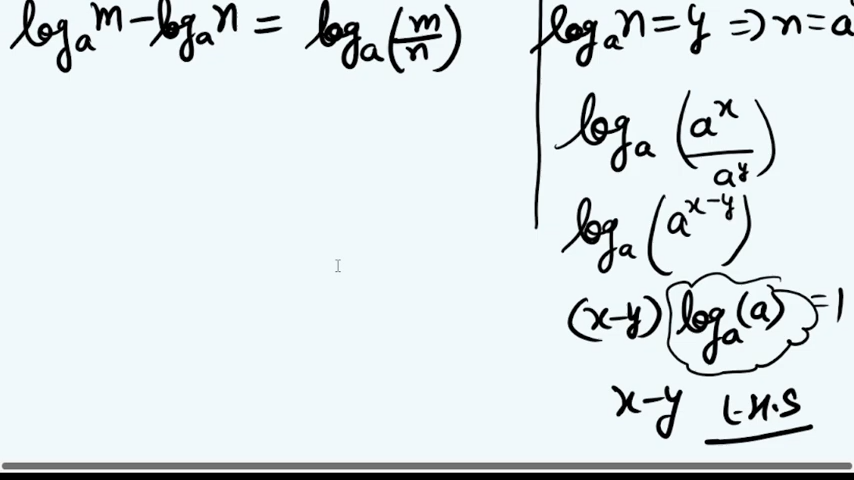 logₐm - logₐn = logₐ(m/n)
logₐn = y ⇒ n = a
logₐ(aˣ/aʸ)
logₐ(aˣ⁻ʸ)
(x-y) logₐ(a) = 1
x-y L.H.S